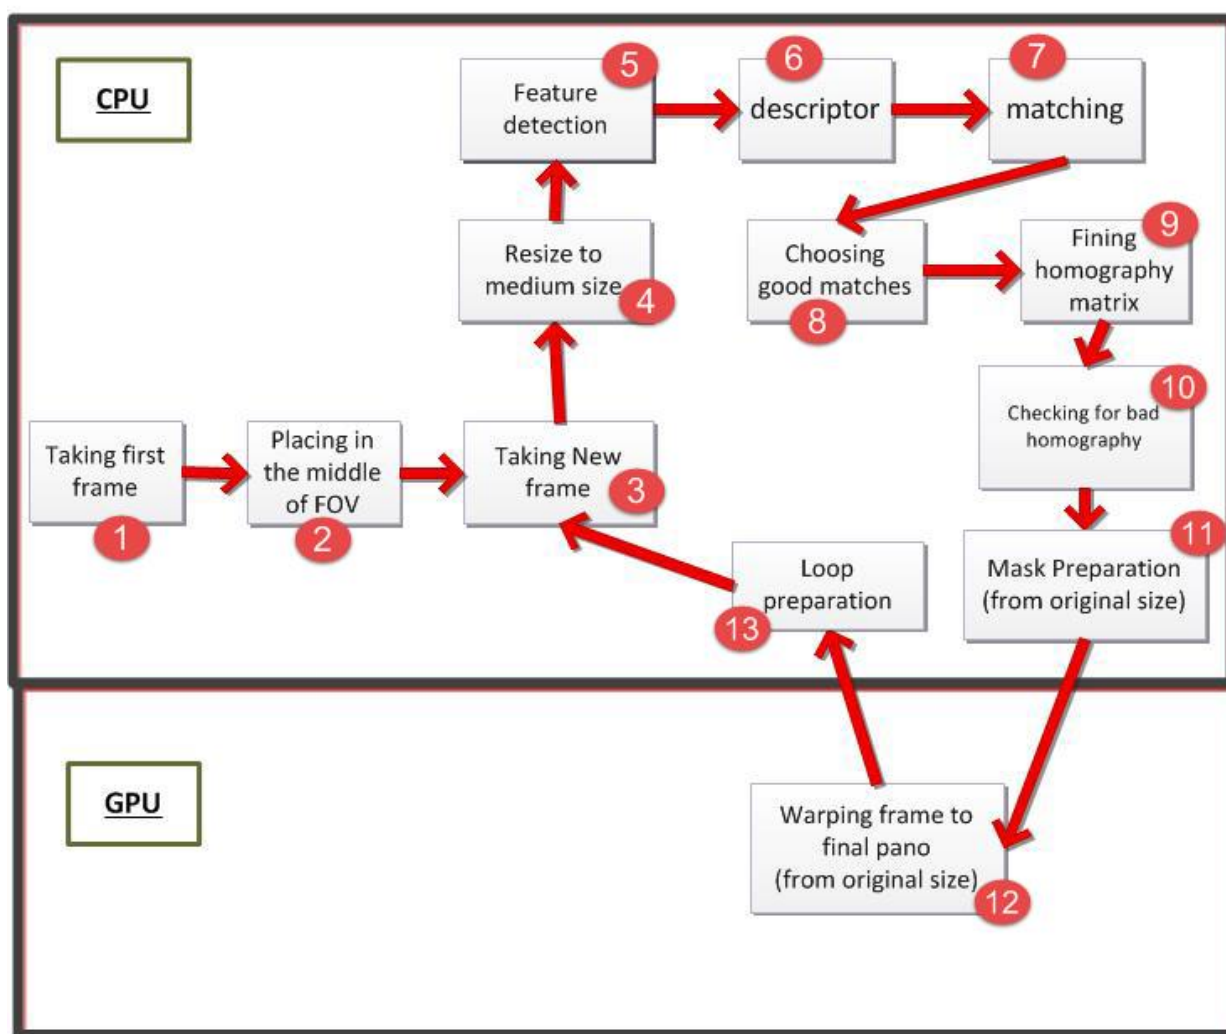 CPU
5
Feature
detection
6
descriptor
7
matching
Resize to
medium size
4
Choosing
good matches
8
9
Fining
homography
matrix
10
Checking for bad
homography
Taking first
frame
1
Placing in
the middle
of FOV
2
Taking New
frame
3
11
Mask Preparation
(from original size)
Loop
preparation
13
GPU
Warping frame to
final pano
(from original size)
12